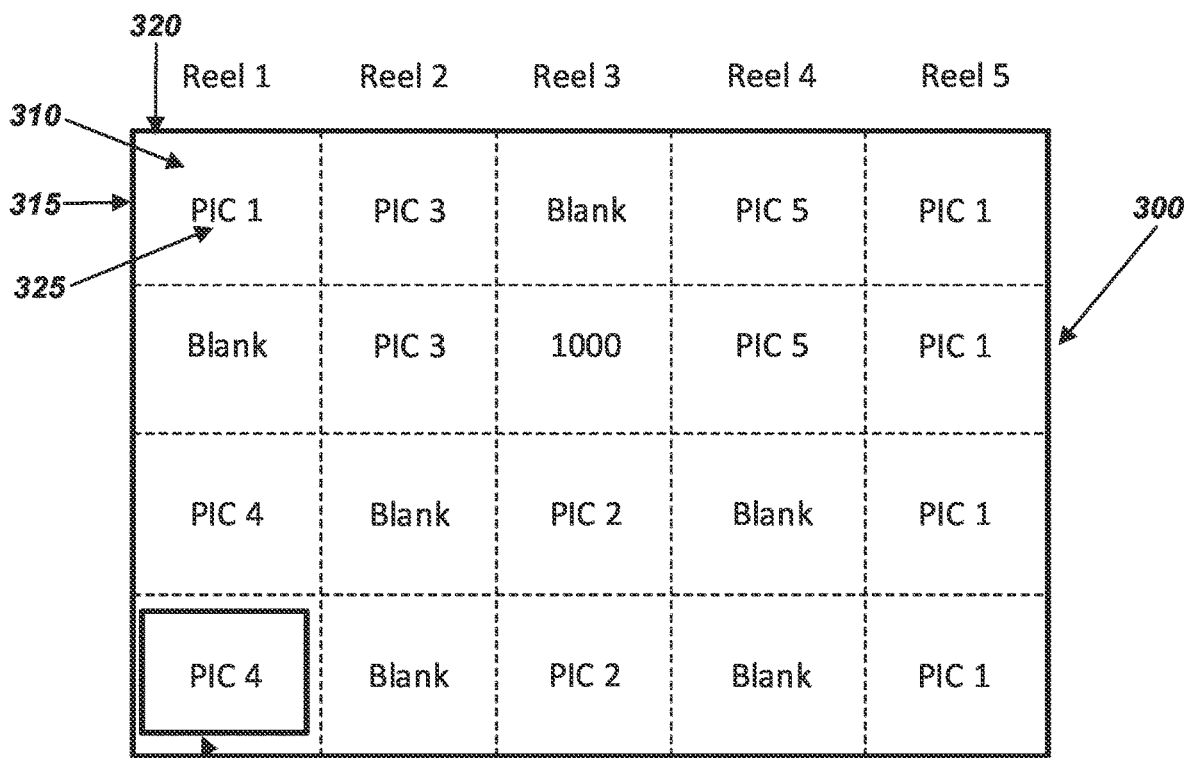 320
Reel 1 Reel 2 Reel 3 Reel 4 Reel 5
310
315 PIC 1 PIC 3 Blank PIC 5 PIC 1 300
325
Blank PIC 3 1000 PIC 5 PIC 1
PIC 4 Blank PIC 2 Blank PIC 1
PIC 4 Blank PIC 2 Blank PIC 1